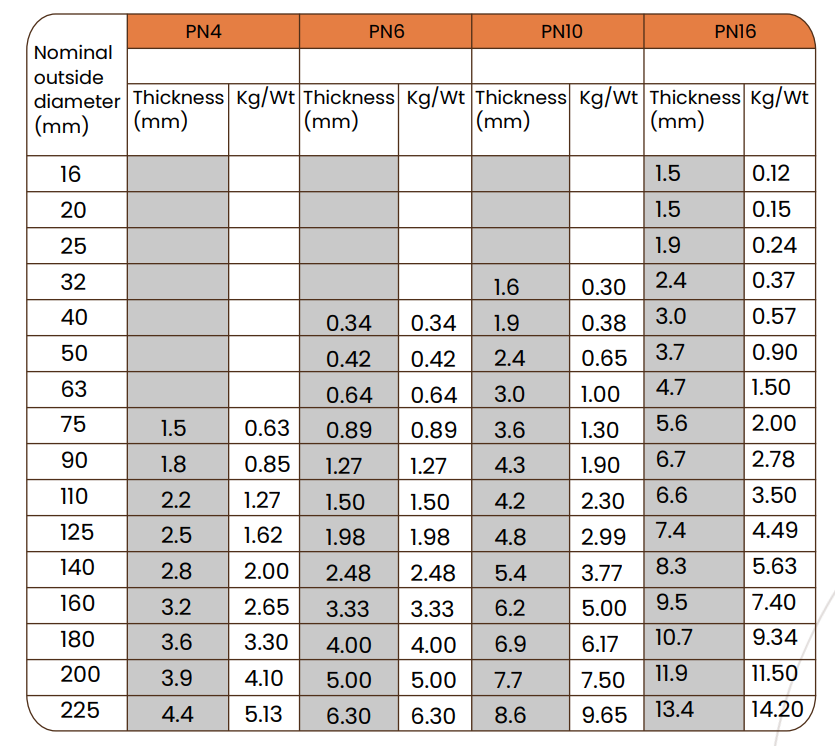 PN4 PN6 PN10 PN16
Nominal
outside
diameter
(mm)
Thickness
(mm) Kg/Wt Thickness
(mm) Kg/Wt Thickness
(mm) Kg/Wt Thickness
(mm) Kg/Wt
16 1.5 0.12
20 1.5 0.15
25 1.9 0.24
32 1.6 0.30 2.4 0.37
40 0.34 0.34 1.9 0.38 3.0 0.57
50 0.42 0.42 2.4 0.65 3.7 0.90
63 0.64 0.64 3.0 1.00 4.7 1.50
75 1.5 0.63 0.89 0.89 3.6 1.30 5.6 2.00
90 1.8 0.85 1.27 1.27 4.3 1.90 6.7 2.78
110 2.2 1.27 1.50 1.50 4.2 2.30 6.6 3.50
125 2.5 1.62 1.98 1.98 4.8 2.99 7.4 4.49
140 2.8 2.00 2.48 2.48 5.4 3.77 8.3 5.63
160 3.2 2.65 3.33 3.33 6.2 5.00 9.5 7.40
180 3.6 3.30 4.00 4.00 6.9 6.17 10.7 9.34
200 3.9 4.10 5.00 5.00 7.7 7.50 11.9 11.50
225 4.4 5.13 6.30 6.30 8.6 9.65 13.4 14.20